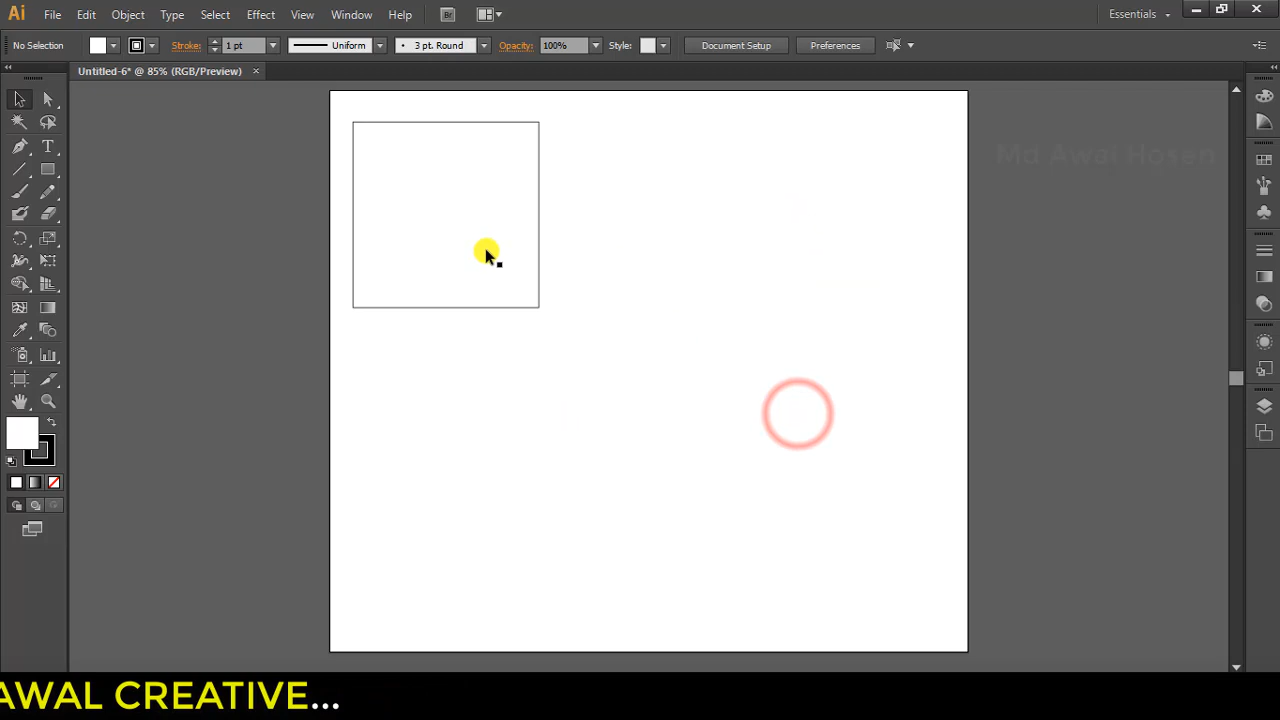 Ai File Edit Object Type Select Effect View Window Help Br Essentials
No Selection Stroke: 1 pt Uniform 3 pt. Round Opacity: 100% Style: Document Setup Preferences
Untitled-6* @ 85% (RGB/Preview)
Md Awal Hosen
AWAL CREATIVE...